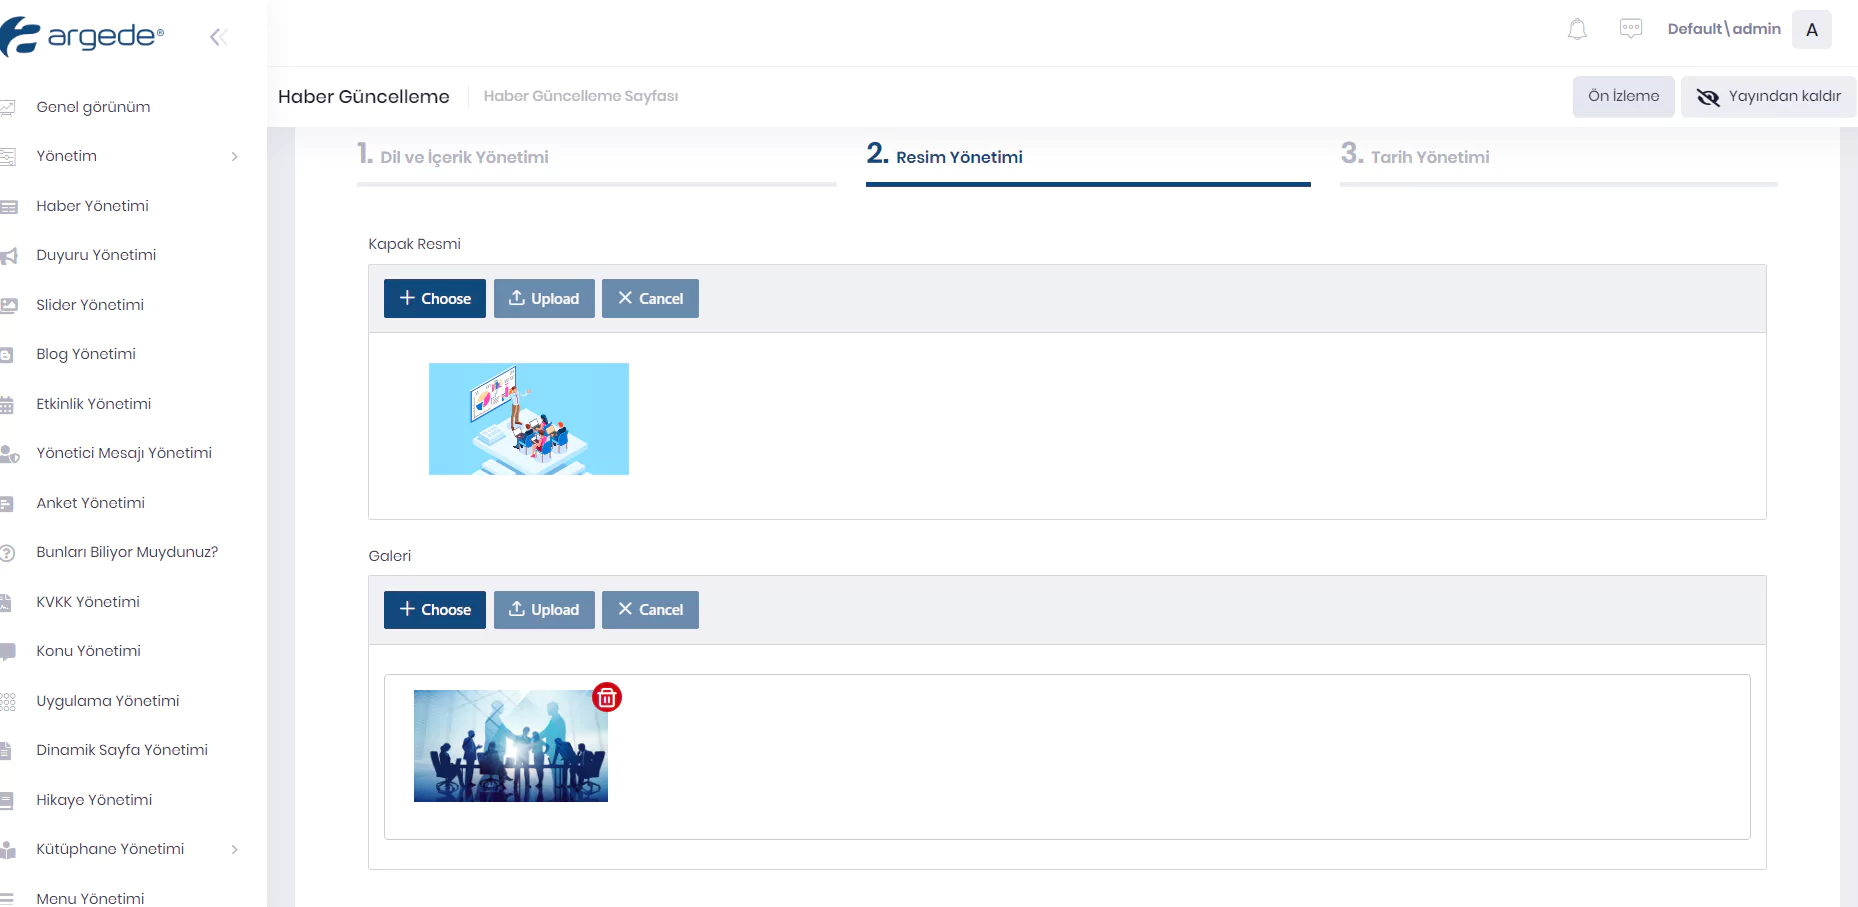 argede®
Default\admin
A
Haber Güncelleme
Haber Güncelleme Sayfası
Ön İzleme
Yayından kaldır
Genel görünüm
Yönetim
Haber Yönetimi
Duyuru Yönetimi
Slider Yönetimi
Blog Yönetimi
Etkinlik Yönetimi
Yönetici Mesajı Yönetimi
Anket Yönetimi
Bunları Biliyor Muydunuz?
KVKK Yönetimi
Konu Yönetimi
Uygulama Yönetimi
Dinamik Sayfa Yönetimi
Hikaye Yönetimi
Kütüphane Yönetimi
Menu Yönetimi
1. Dil ve İçerik Yönetimi
2. Resim Yönetimi
3. Tarih Yönetimi
Kapak Resmi
Choose
Upload
Cancel
Galeri
Choose
Upload
Cancel